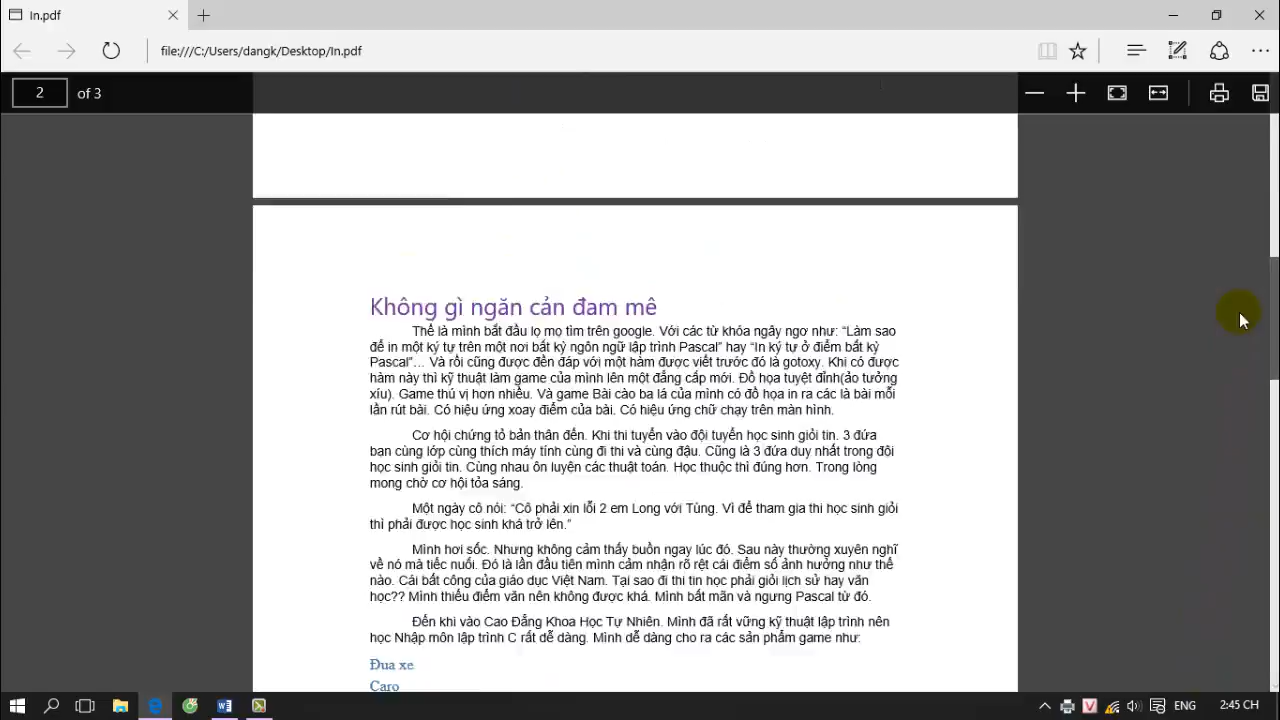 In.pdf
file:///C:/Users/dangk/Desktop/In.pdf
2 of 3
Không gì ngăn cản đam mê
Thế là mình bắt đầu lọ mọ tìm trên google. Với các từ khóa ngây ngơ như: “Làm sao
để in một ký tự trên một nơi bất kỳ ngôn ngữ lập trình Pascal” hay “In ký tự ở điểm bất kỳ
Pascal”… Và rồi cũng được đền đáp với một hàm được viết trước đó là gotoxy. Khi có được
hàm này thì kỹ thuật làm game của mình lên một đẳng cấp mới. Đồ họa tuyệt đỉnh(ảo tưởng
xíu). Game thú vị hơn nhiều. Và game Bài cào ba lá của mình có đồ họa in ra các lá bài mỗi
lần rút bài. Có hiệu ứng xoay điểm của bài. Có hiệu ứng chữ chạy trên màn hình.
Cơ hội chứng tỏ bản thân đến. Khi thi tuyển vào đội tuyển học sinh giỏi tin. 3 đứa
bạn cùng lớp cùng thích máy tính cùng đi thi và cùng đậu. Cũng là 3 đứa duy nhất trong đội
học sinh giỏi tin. Cùng nhau ôn luyện các thuật toán. Học thuộc thì đúng hơn. Trong lòng
mong chờ cơ hội tỏa sáng.
Một ngày cô nói: “Cô phải xin lỗi 2 em Long với Tùng. Vì để tham gia thi học sinh giỏi
thì phải được học sinh khá trở lên.”
Mình hơi sốc. Nhưng không cảm thấy buồn ngay lúc đó. Sau này thường xuyên nghĩ
về nó mà tiếc nuối. Đó là lần đầu tiên mình cảm nhận rõ rệt cái điểm số ảnh hưởng như thế
nào. Cái bất công của giáo dục Việt Nam. Tại sao đi thi tin học phải giỏi lịch sử hay văn
học?? Mình thiếu điểm văn nên không được khá. Mình bất mãn và ngưng Pascal từ đó.
Đến khi vào Cao Đẳng Khoa Học Tự Nhiên. Mình đã rất vững kỹ thuật lập trình nên
học Nhập môn lập trình C rất dễ dàng. Mình dễ dàng cho ra các sản phẩm game như:
Đua xe
Caro
ENG
2:45 CH